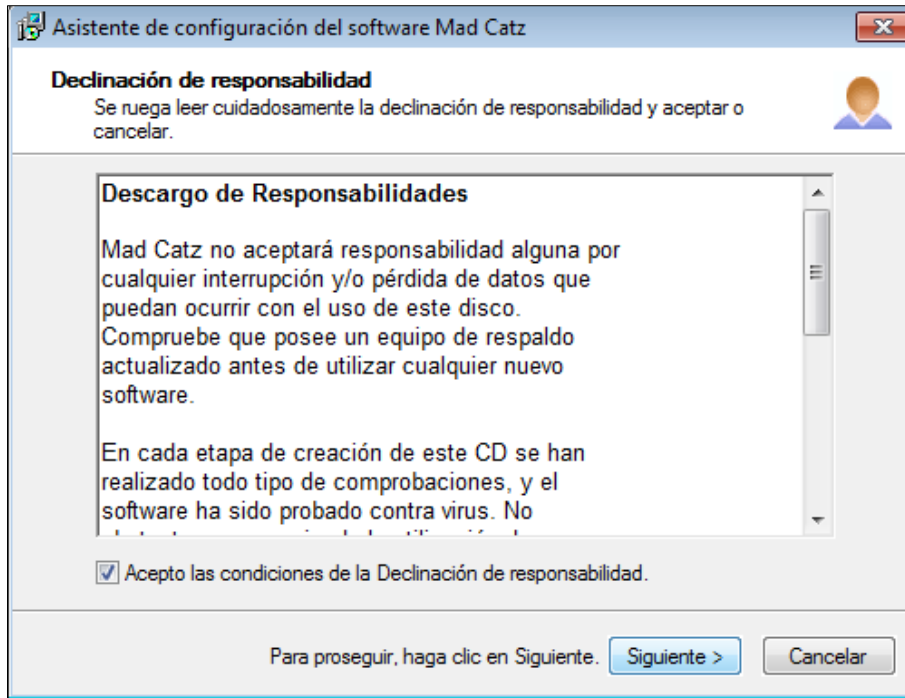 Asistente de configuración del software Mad Catz
Declinación de responsabilidad
Se ruega leer cuidadosamente la declinación de responsabilidad y aceptar o
cancelar.
Descargo de Responsabilidades
Mad Catz no aceptará responsabilidad alguna por
cualquier interrupción y/o pérdida de datos que
puedan ocurrir con el uso de este disco.
Compruebe que posee un equipo de respaldo
actualizado antes de utilizar cualquier nuevo
software.
En cada etapa de creación de este CD se han
realizado todo tipo de comprobaciones, y el
software ha sido probado contra virus. No
Acepto las condiciones de la Declinación de responsabilidad.
Para proseguir, haga clic en Siguiente.
Siguiente >
Cancelar